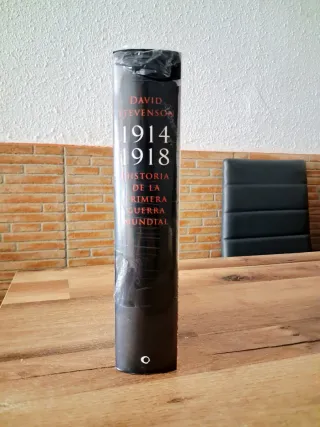 DAVID
STEVENSON
1914
1918
HISTORIA
DE LA
PRIMERA
GUERRA
MUNDIAL